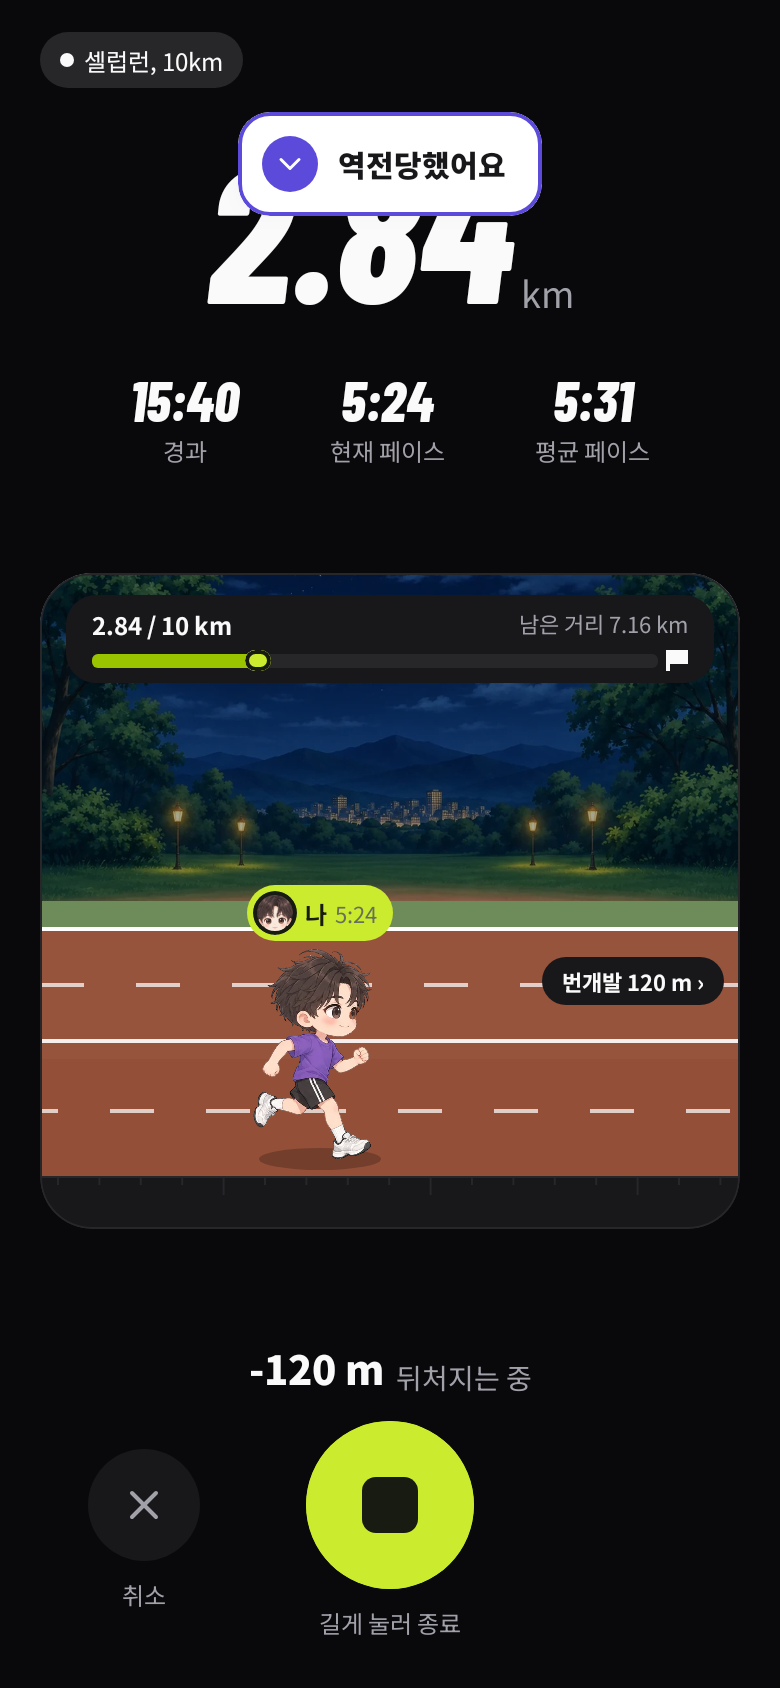 셀럽런, 10km
역전당했어요
2.84 km
15:40 5:24 5:31
경과 현재 페이스 평균 페이스
2.84 / 10 km 남은 거리 7.16 km
나 5:24
번개발 120 m ›
-120 m 뒤처지는 중
취소
길게 눌러 종료